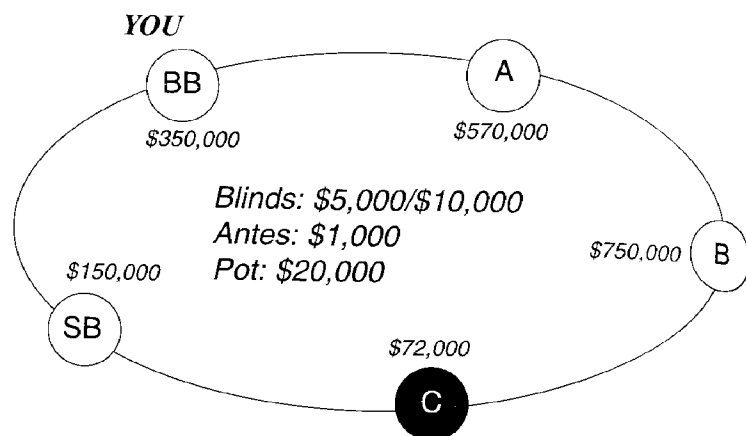 YOU
BB
$350,000
A
$570,000
Blinds: $5,000/$10,000
Antes: $1,000
Pot: $20,000
$750,000 B
$150,000
SB
$72,000
C